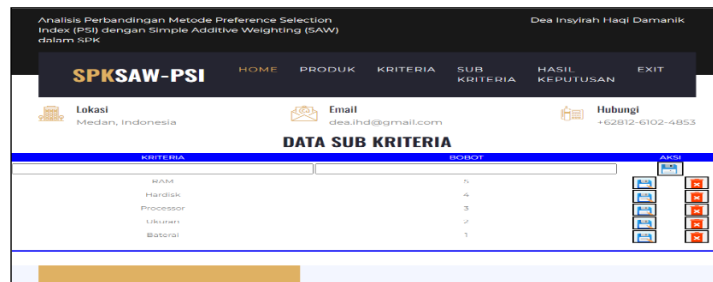 Analisis Perbandingan Metode Preference Selection
Index (PSI) dengan Simple Additive Weighting (SAW)
dalam SPK
Dea Insyirah Haqi Damanik
SPKSAW-PSI
HOME PRODUK KRITERIA SUB KRITERIA HASIL KEPUTUSAN EXIT
Lokasi
Medan, Indonesia
Email
dea.ihd@gmail.com
Hubungi
+62812-6102-4853
DATA SUB KRITERIA
KRITERIA BOBOT AKSI
RAM 5
Hardisk 4
Processor 3
Ukuran 2
Baterai 1